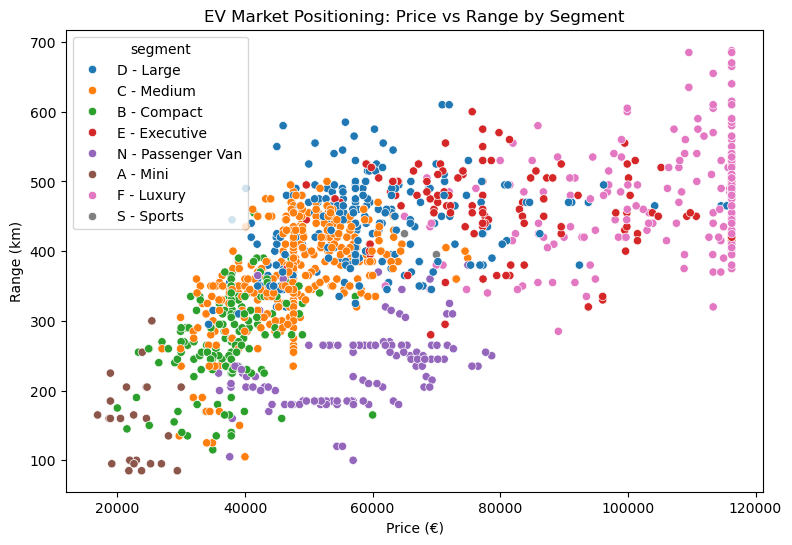 EV Market Positioning: Price vs Range by Segment
segment
D - Large
C - Medium
B - Compact
E - Executive
N - Passenger Van
A - Mini
F - Luxury
S - Sports
Range (km)
700
600
500
400
300
200
100
20000
40000
60000
80000
100000
120000
Price (€)